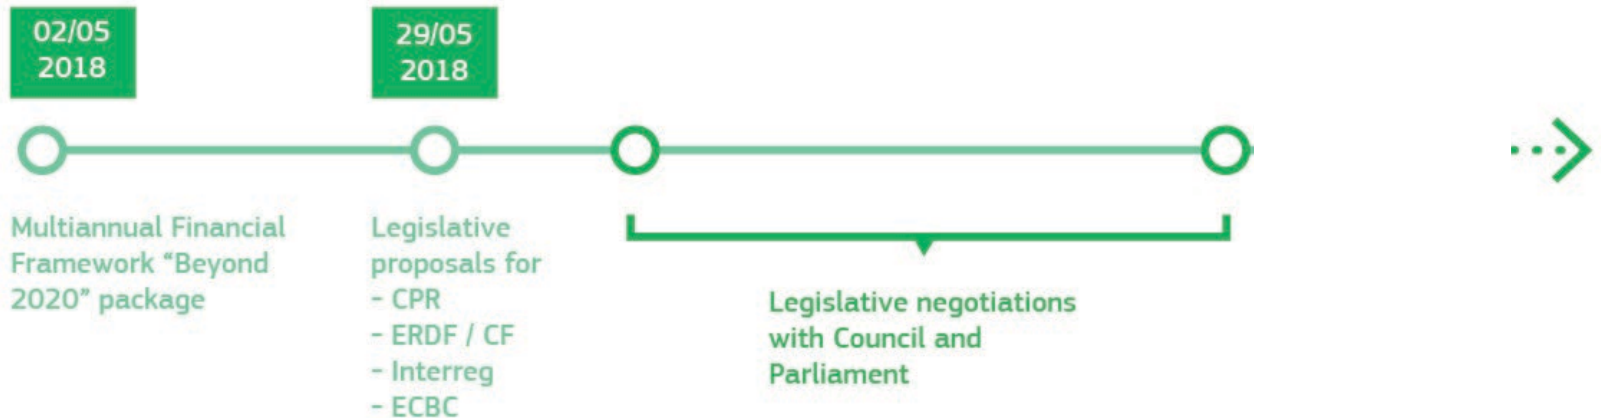 02/05
2018
29/05
2018
Multiannual Financial
Framework “Beyond
2020” package
Legislative
proposals for
- CPR
- ERDF / CF
- Interreg
- ECBC
Legislative negotiations
with Council and
Parliament